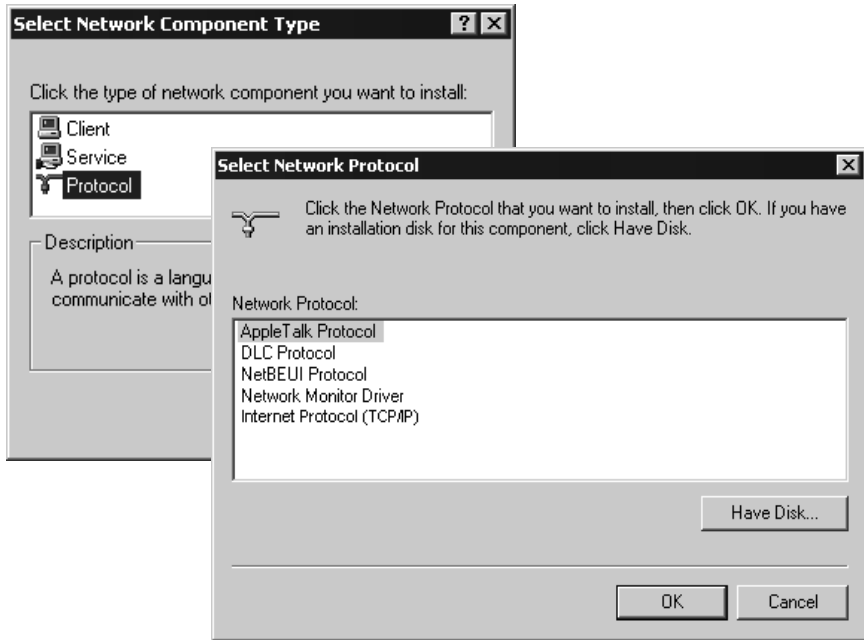 Select Network Component Type
Click the type of network component you want to install:
Client
Service
Protocol
Description
A protocol is a langu
communicate with ot
Select Network Protocol
Click the Network Protocol that you want to install, then click OK. If you have
an installation disk for this component, click Have Disk.
Network Protocol:
AppleTalk Protocol
DLC Protocol
NetBEUI Protocol
Network Monitor Driver
Internet Protocol (TCP/IP)
Have Disk...
OK
Cancel